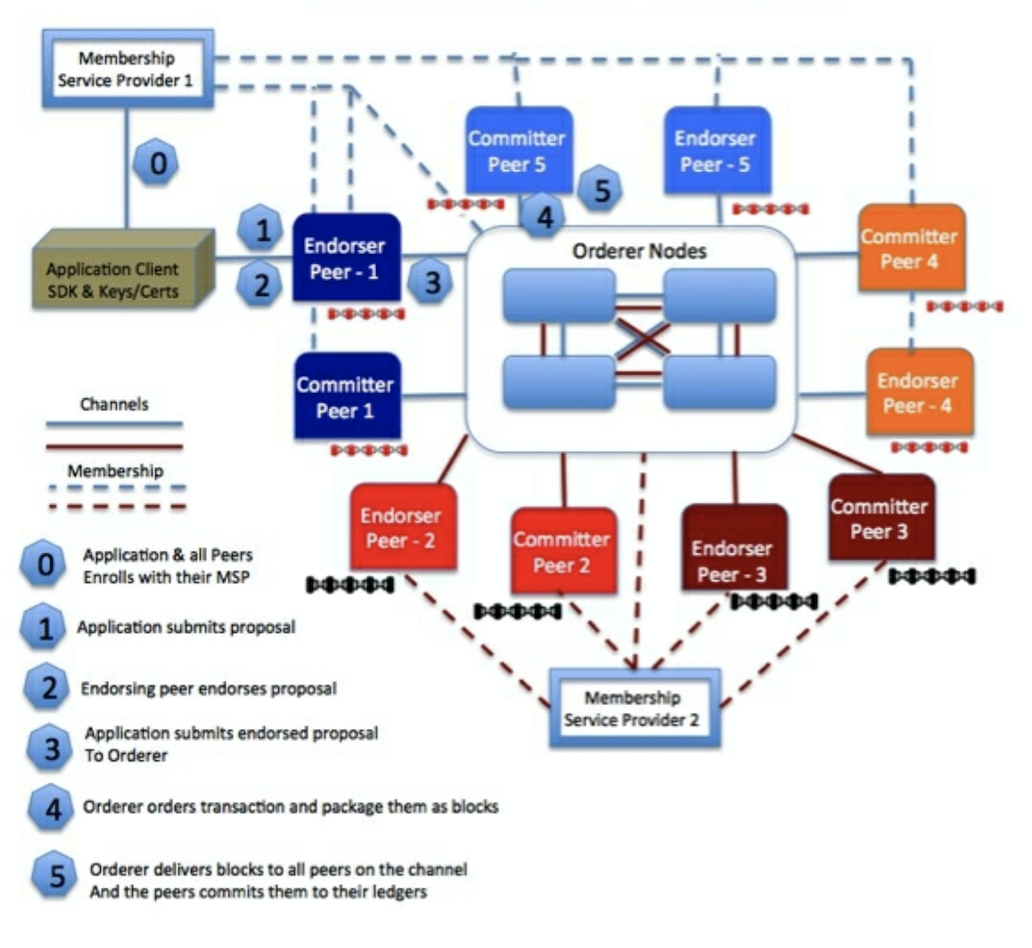 Membership
Service Provider 1
0
Application Client
SDK & Keys/Certs
1
2
Endorser
Peer - 1
3
Committer
Peer 1
Committer
Peer 5
4
5
Endorser
Peer - 5
Orderer Nodes
Committer
Peer 4
Endorser
Peer - 4
Endorser
Peer - 2
Committer
Peer 2
Endorser
Peer - 3
Committer
Peer 3
Membership
Service Provider 2
Channels
Membership
0
Application & all Peers
Enrolls with their MSP
1
Application submits proposal
2
Endorsing peer endorses proposal
3
Application submits endorsed proposal
To Orderer
4
Orderer orders transaction and package them as blocks
5
Orderer delivers blocks to all peers on the channel
And the peers commits them to their ledgers